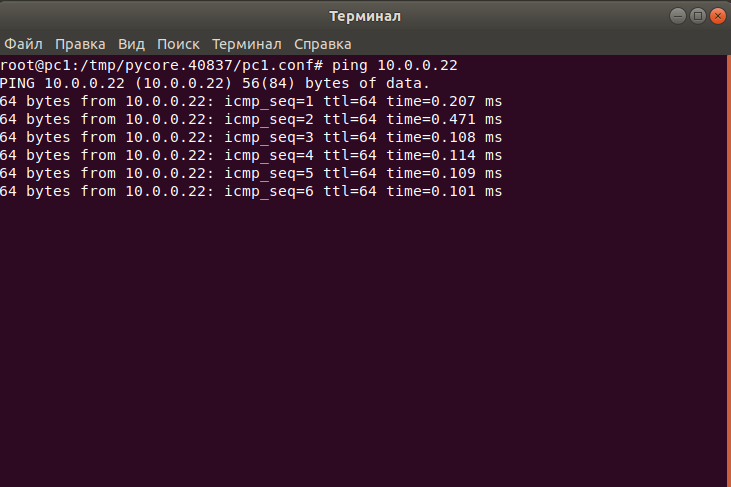 Терминал
Файл Правка Вид Поиск Терминал Справка
root@pc1:/tmp/pycore.40837/pc1.conf# ping 10.0.0.22
PING 10.0.0.22 (10.0.0.22) 56(84) bytes of data.
64 bytes from 10.0.0.22: icmp_seq=1 ttl=64 time=0.207 ms
64 bytes from 10.0.0.22: icmp_seq=2 ttl=64 time=0.471 ms
64 bytes from 10.0.0.22: icmp_seq=3 ttl=64 time=0.108 ms
64 bytes from 10.0.0.22: icmp_seq=4 ttl=64 time=0.114 ms
64 bytes from 10.0.0.22: icmp_seq=5 ttl=64 time=0.109 ms
64 bytes from 10.0.0.22: icmp_seq=6 ttl=64 time=0.101 ms